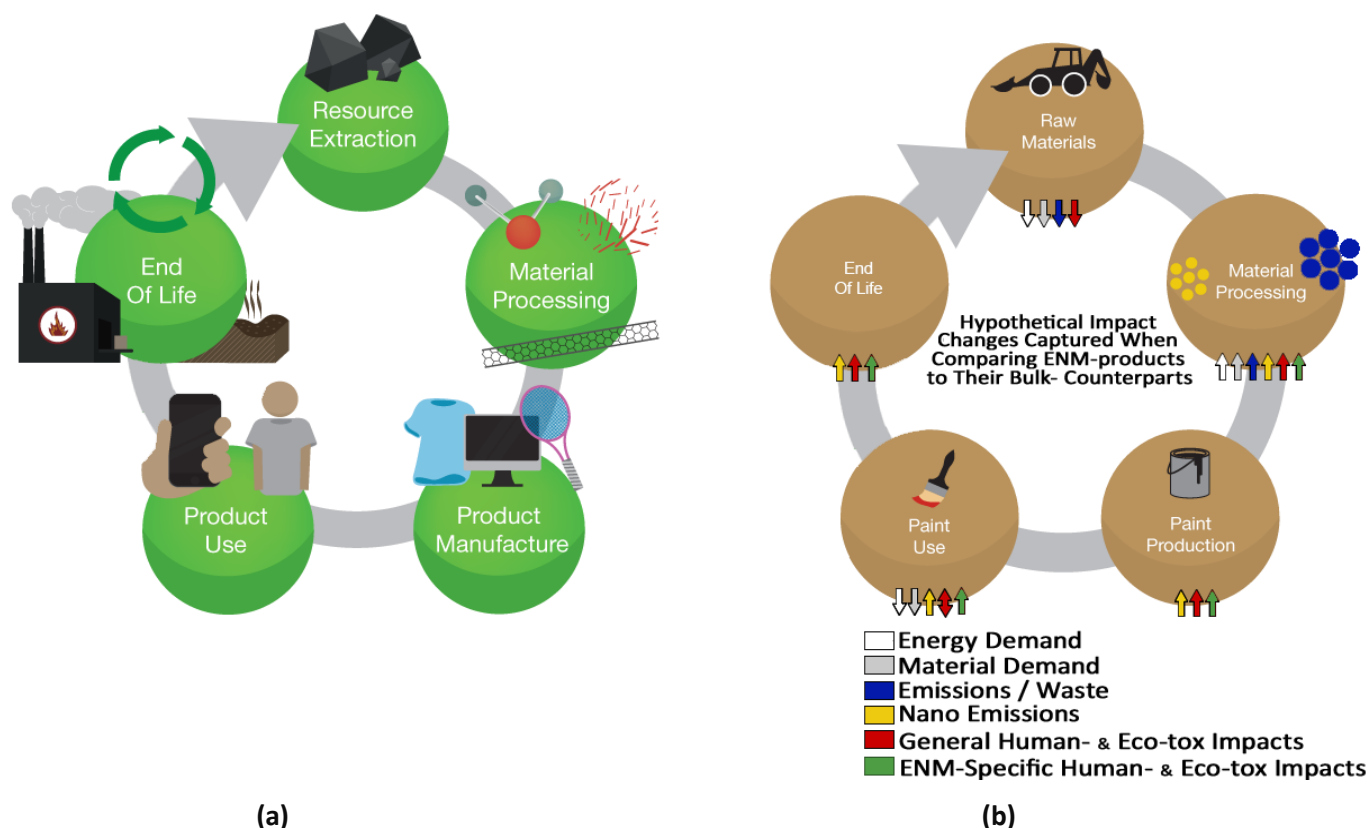 Resource
Extraction
Material
Processing
Product
Manufacture
Product
Use
End
Of Life
(a)
Raw
Materials
Material
Processing
Paint
Production
Paint
Use
End
Of Life
Hypothetical Impact
Changes Captured When
Comparing ENM-products
to Their Bulk- Counterparts
Energy Demand
Material Demand
Emissions / Waste
Nano Emissions
General Human- & Eco-tox Impacts
ENM-Specific Human- & Eco-tox Impacts
(b)